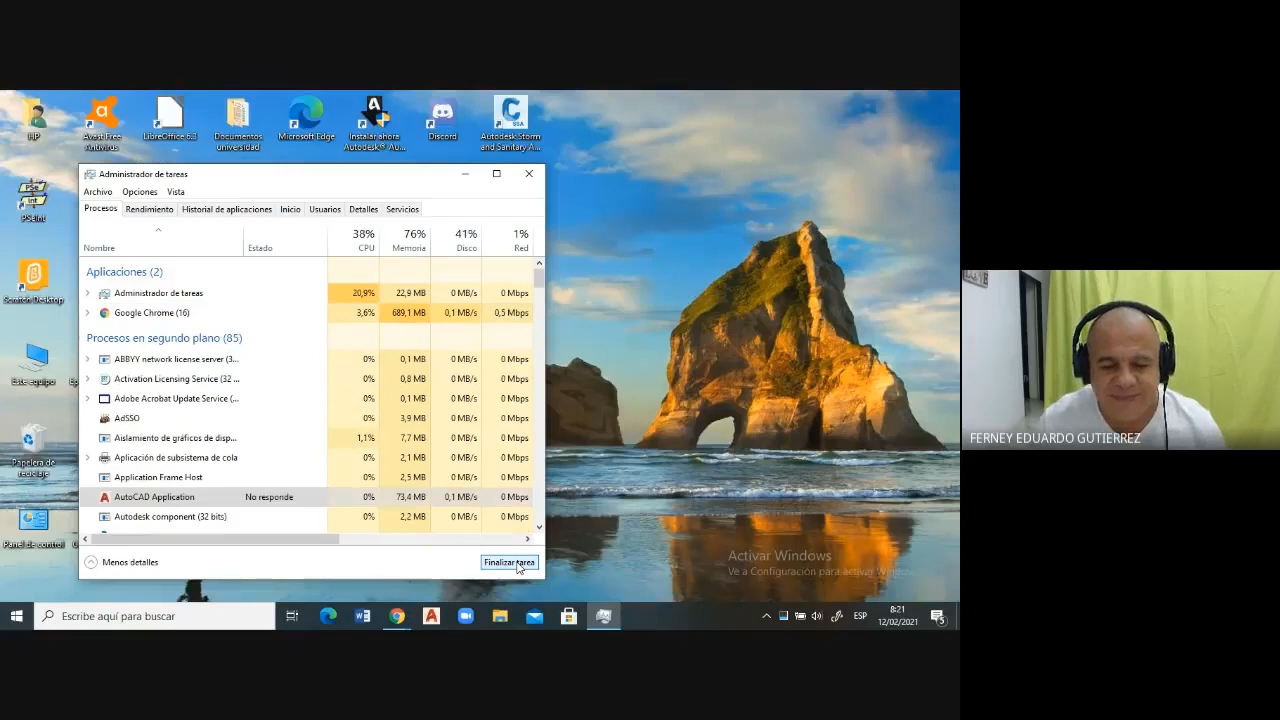 HP
Avast Free
Antivirus
LibreOffice 6.3
Documentos
universidad
Microsoft Edge
Instalar ahora
Autodesk® Au...
Discord
Autodesk Storm
and Sanitary A...
PSeInt
Scratch Desktop
Este equipo
Papelera de
reciclaje
Panel de control
Administrador de tareas
Archivo Opciones Vista
Procesos Rendimiento Historial de aplicaciones Inicio Usuarios Detalles Servicios
38% 76% 41% 1%
Nombre Estado CPU Memoria Disco Red
Aplicaciones (2)
Administrador de tareas 20,9% 22,9 MB 0 MB/s 0 Mbps
Google Chrome (16) 3,6% 689,1 MB 0,1 MB/s 0,5 Mbps
Procesos en segundo plano (85)
ABBYY network license server (3... 0% 0,1 MB 0 MB/s 0 Mbps
Activation Licensing Service (32 ... 0% 0,8 MB 0 MB/s 0 Mbps
Adobe Acrobat Update Service (... 0% 0,1 MB 0 MB/s 0 Mbps
AdSSO 0% 3,9 MB 0 MB/s 0 Mbps
Aislamiento de gráficos de disp... 1,1% 7,7 MB 0 MB/s 0 Mbps
Aplicación de subsistema de cola 0% 2,1 MB 0 MB/s 0 Mbps
Application Frame Host 0% 2,5 MB 0 MB/s 0 Mbps
AutoCAD Application No responde 0% 73,4 MB 0,1 MB/s 0 Mbps
Autodesk component (32 bits) 0% 2,2 MB 0 MB/s 0 Mbps
Menos detalles Finalizar tarea
Activar Windows
Ve a Configuración para activar Windows.
Escribe aquí para buscar
ESP
8:21
12/02/2021
5
FERNEY EDUARDO GUTIERREZ